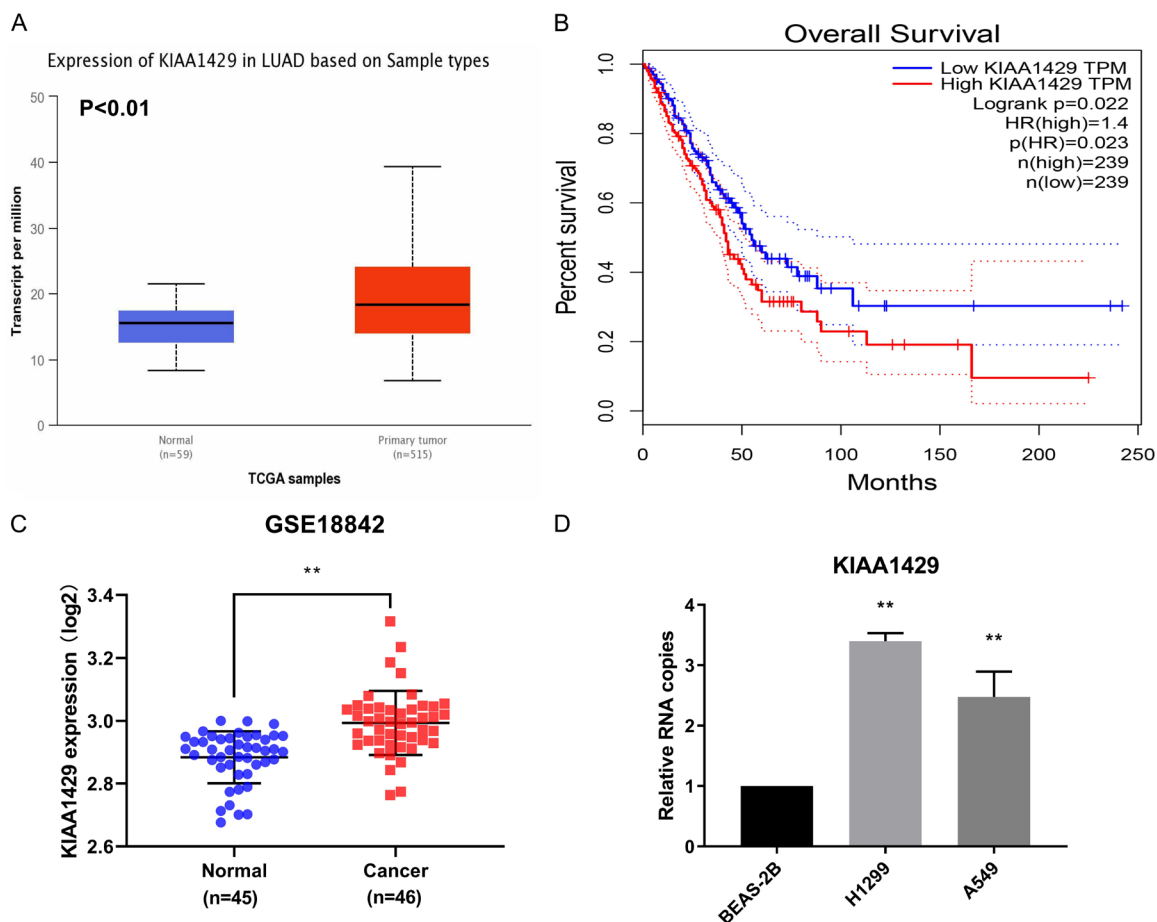 A
Expression of KIAA1429 in LUAD based on Sample types
P<0.01
Transcript per million
50
40
30
20
10
0
Normal
(n=59)
Primary tumor
(n=515)
TCGA samples
B
Overall Survival
Low KIAA1429 TPM
High KIAA1429 TPM
Logrank p=0.022
HR(high)=1.4
p(HR)=0.023
n(high)=239
n(low)=239
Percent survival
1.0
0.8
0.6
0.4
0.2
0.0
0 50 100 150 200 250
Months
C
GSE18842
**
KIAA1429 expression (log2)
3.4
3.2
3.0
2.8
2.6
Normal
(n=45)
Cancer
(n=46)
D
KIAA1429
**
**
Relative RNA copies
4
3
2
1
0
BEAS-2B
H1299
A549